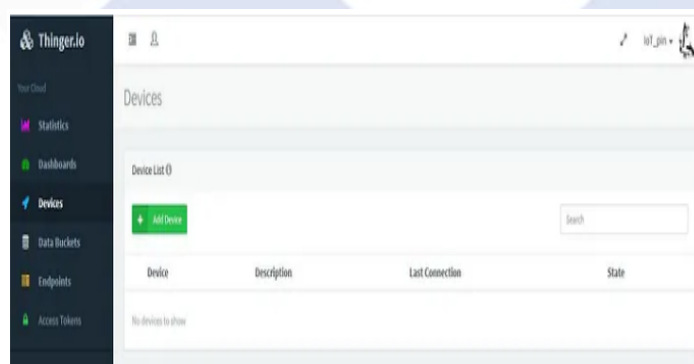 Thinger.io
IoT_pin
Your Cloud
Statistics
Dashboards
Devices
Data Buckets
Endpoints
Access Tokens
Devices
Device List
Add Device
Search
Device Description Last Connection State
No devices to show